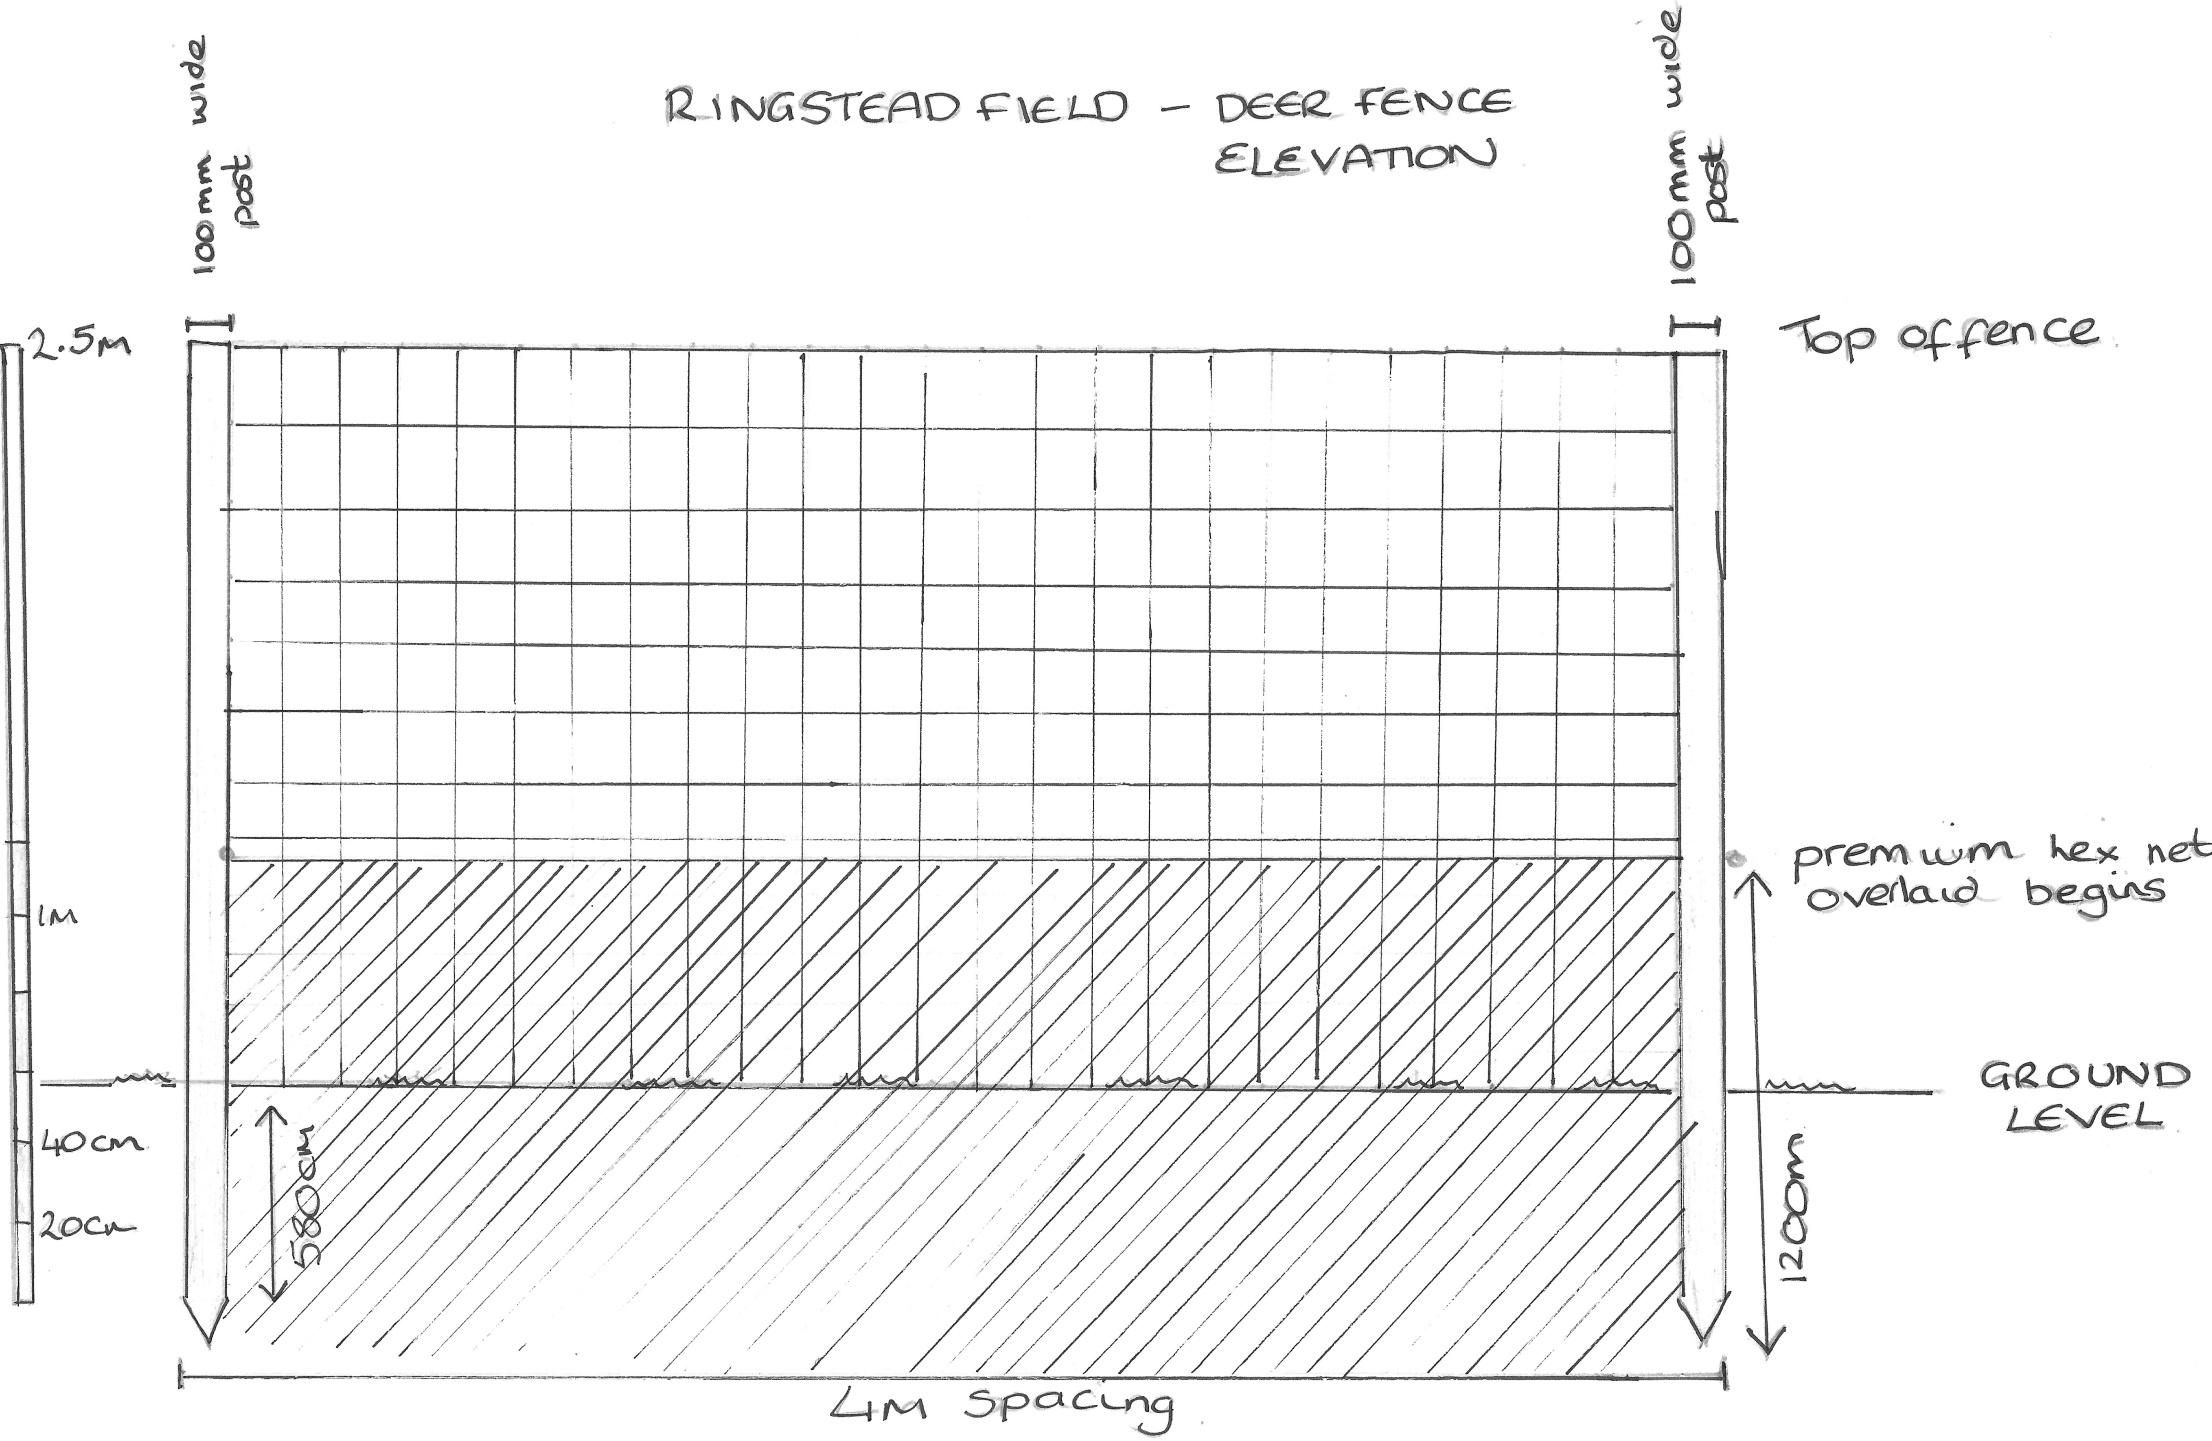 100mm wide
post
RINGSTEAD FIELD - DEER FENCE
ELEVATION
100mm wide
post
2.5M
Top of fence
premium hex net
overlaid begins
1M
GROUND
LEVEL
40cm
20cm
580cm
1200m
4M spacing